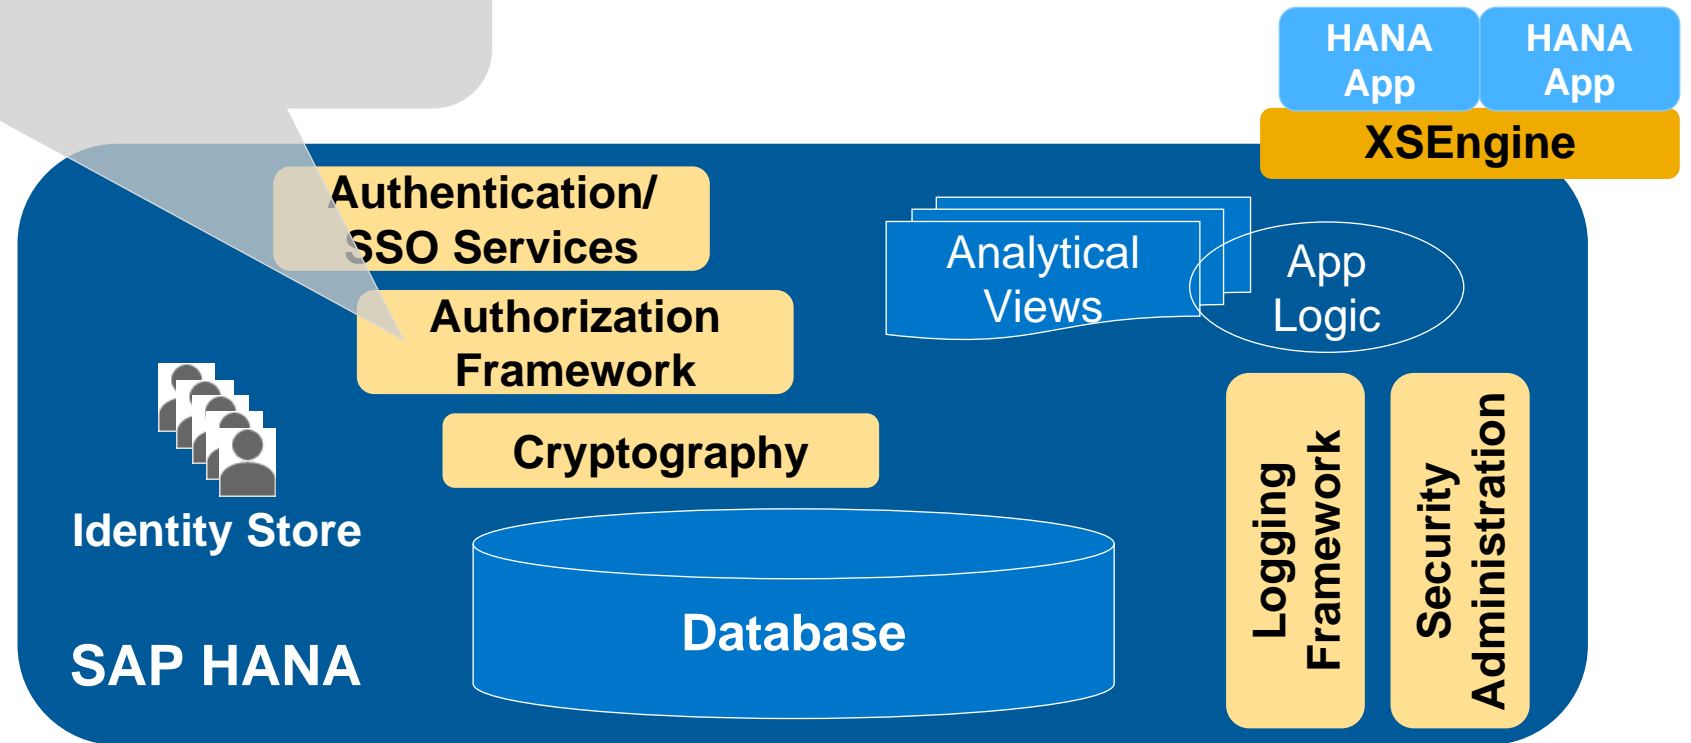 HANA
App
HANA
App
XSEngine
Authentication/
SSO Services
Analytical
Views
App
Logic
Authorization
Framework
Cryptography
Identity Store
Database
SAP HANA
Logging
Framework
Security
Administration